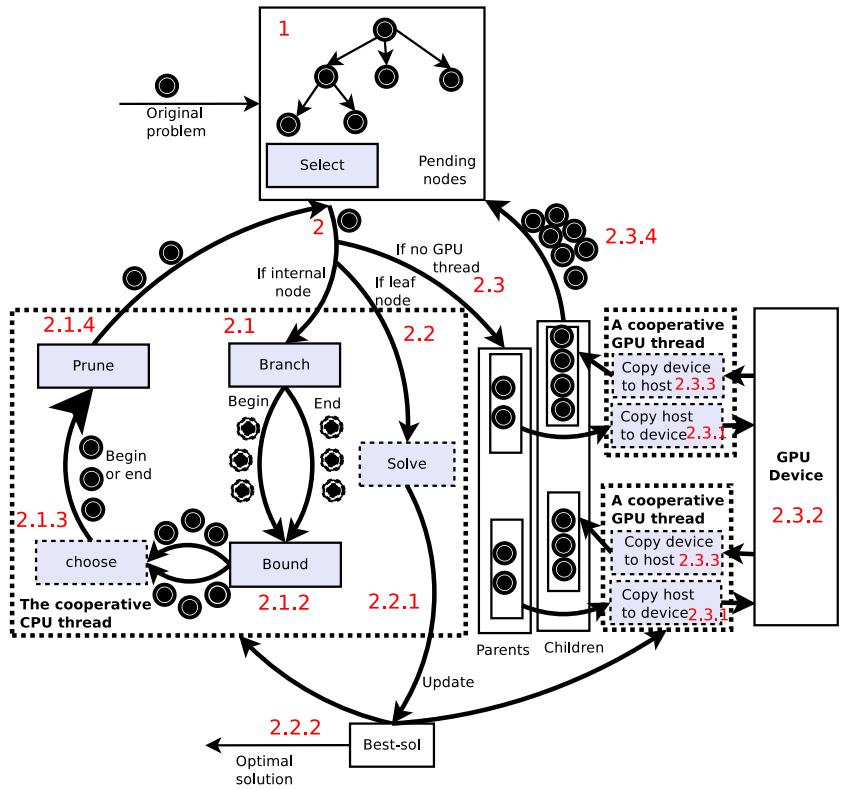 1
Original
problem
Select
Pending
nodes
2
2.3.4
If no GPU
thread
2.3
If internal
node
If leaf
node
2.1.4
2.1
2.2
A cooperative
GPU thread
Prune
Branch
Copy device
to host 2.3.3
Begin
End
Copy host
to device 2.3.1
Begin
or end
Solve
GPU
Device
2.3.2
A cooperative
GPU thread
2.1.3
choose
Bound
Copy device
to host 2.3.3
2.1.2
2.2.1
Copy host
to device 2.3.1
The cooperative
CPU thread
Parents
Children
Update
2.2.2
Best-sol
Optimal
solution